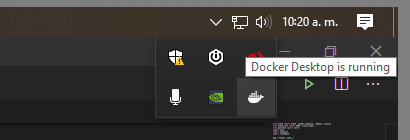 10:20 a. m.
Docker Desktop is running